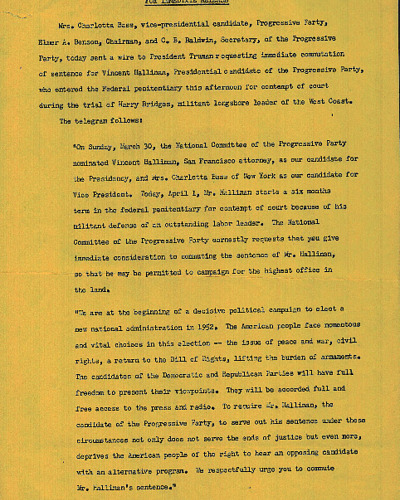 FOR IMMEDIATE RELEASE
Mrs. Charlotta Bass, vice-presidential candidate, Progressive Party,
Elmer A. Benson, Chairman, and C. B. Baldwin, Secretary, of the Progressive
Party, today sent a wire to President Truman requesting immediate commutation
of sentence for Vincent Hallinan, Presidential candidate of the Progressive Party,
who entered the Federal penitentiary this afternoon for contempt of court
during the trial of Harry Bridges, militant longshore leader of the West Coast.
The telegram follows:
"On Sunday, March 30, the National Committee of the Progressive Party
nominated Vincent Hallinan, San Francisco attorney, as our candidate for
the Presidency, and Mrs. Charlotta Bass of New York as our candidate for
Vice President. Today, April 1, Mr. Hallinan starts a six months
term in the federal penitentiary for contempt of court because of his
militant defense of an outstanding labor leader. The National
Committee of the Progressive Party earnestly requests that you give
immediate consideration to commuting the sentence of Mr. Hallinan,
so that he may be permitted to campaign for the highest office in
the land.
"We are at the beginning of a decisive political campaign to elect a
new national administration in 1952. The American people face momentous
and vital choices in this election -- the issue of peace and war, civil
rights, a return to the Bill of Rights, lifting the burden of armaments.
The candidates of the Democratic and Republican Parties will have full
freedom to present their viewpoints. They will be accorded full and
free access to the press and radio. To require Mr. Hallinan, the
candidate of the Progressive Party, to serve out his sentence under these
circumstances not only does not serve the ends of justice but even more,
deprives the American people of the right to hear an opposing candidate
with an alternative program. We respectfully urge you to commute
Mr. Hallinan's sentence."